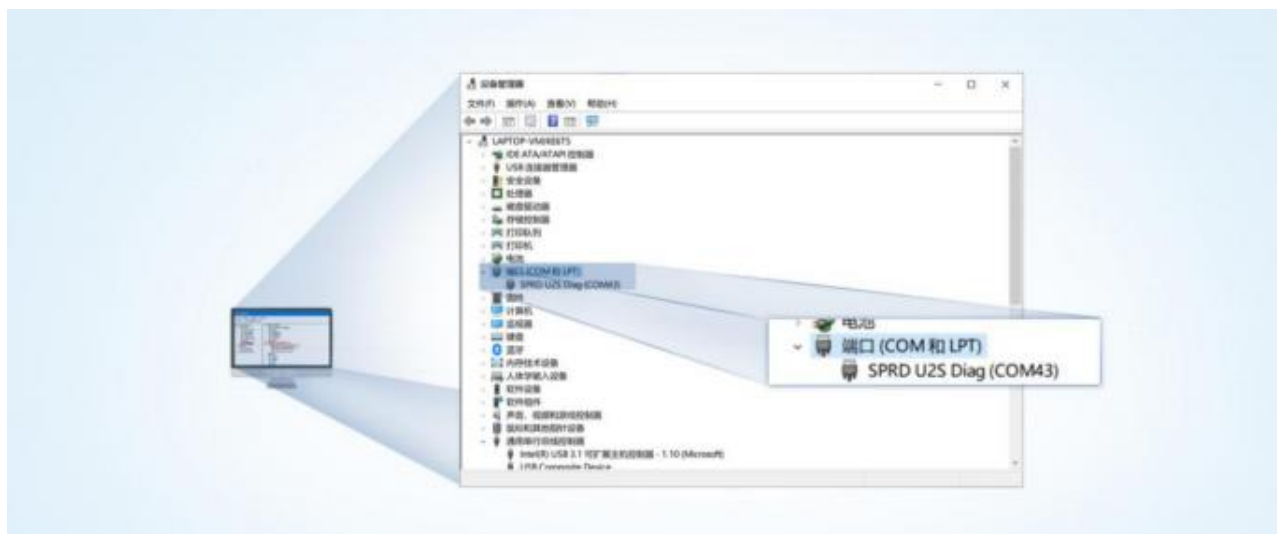 设备管理器
文件(F) 操作(A) 查看(V) 帮助(H)
IDE ATA/ATAPI 控制器
USB 连接器管理器
安全设备
处理器
磁盘驱动器
存储控制器
打印队列
打印机
电池
端口 (COM 和 LPT)
SPRD U2S Diag (COM43)
固件
计算机
监视器
键盘
蓝牙
内存技术设备
人体学输入设备
软件设备
软件组件
声音、视频和游戏控制器
鼠标和其他指针设备
通用串行总线控制器
Intel(R) USB 3.1 可扩展主机控制器 - 1.10 (Microsoft)
USB Composite Device
电池
端口 (COM 和 LPT)
SPRD U2S Diag (COM43)